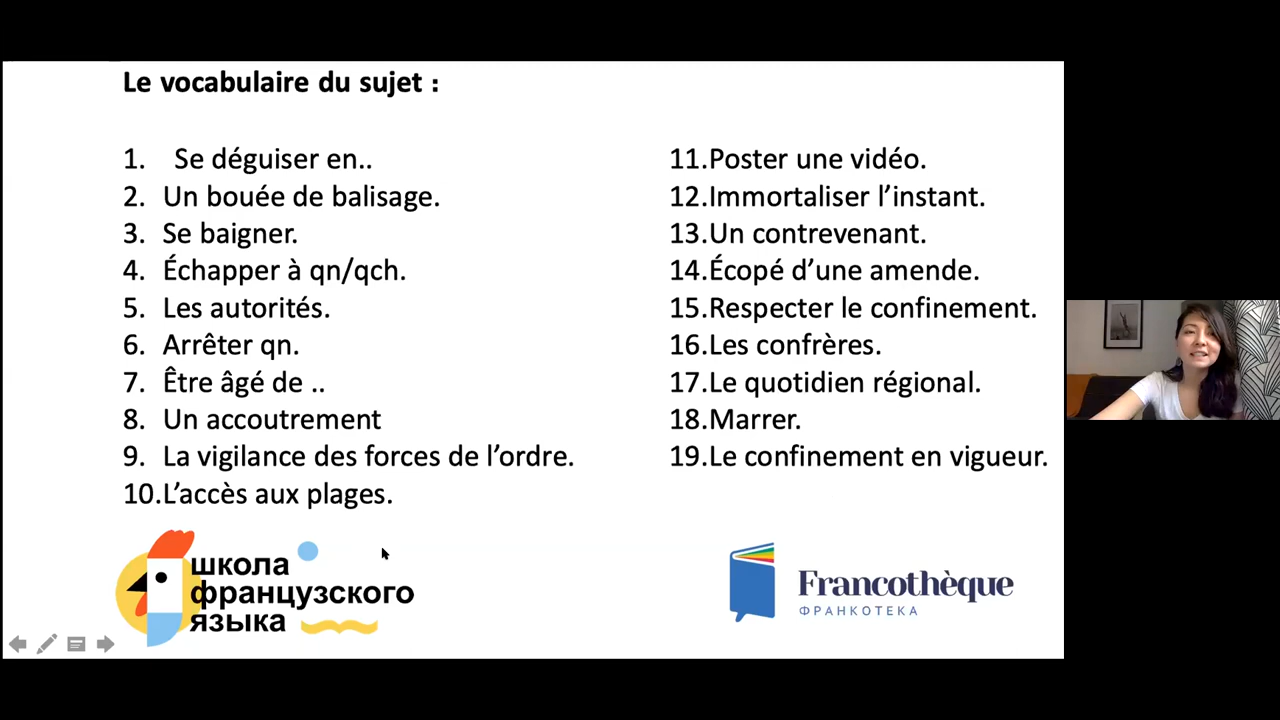 Le vocabulaire du sujet :
1. Se déguiser en..
2. Un bouée de balisage.
3. Se baigner.
4. Échapper à qn/qch.
5. Les autorités.
6. Arrêter qn.
7. Être âgé de ..
8. Un accoutrement
9. La vigilance des forces de l’ordre.
10.L’accès aux plages.
11.Poster une vidéo.
12.Immortaliser l’instant.
13.Un contrevenant.
14.Écopé d’une amende.
15.Respecter le confinement.
16.Les confrères.
17.Le quotidien régional.
18.Marrer.
19.Le confinement en vigueur.
школа
французского
языка
Francothèque
ФРАНКОТЕКА